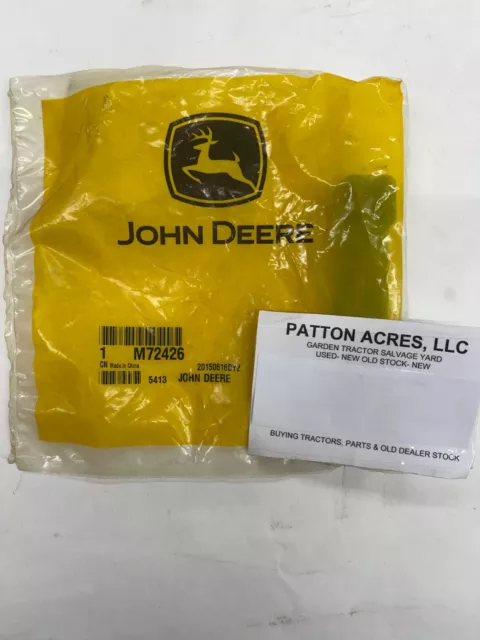 JOHN DEERE
1 M72426
CN Made in China 20150616DY2
5413 JOHN DEERE
PATTON ACRES, LLC
GARDEN TRACTOR SALVAGE YARD
USED- NEW OLD STOCK- NEW
BUYING TRACTORS, PARTS & OLD DEALER STOCK